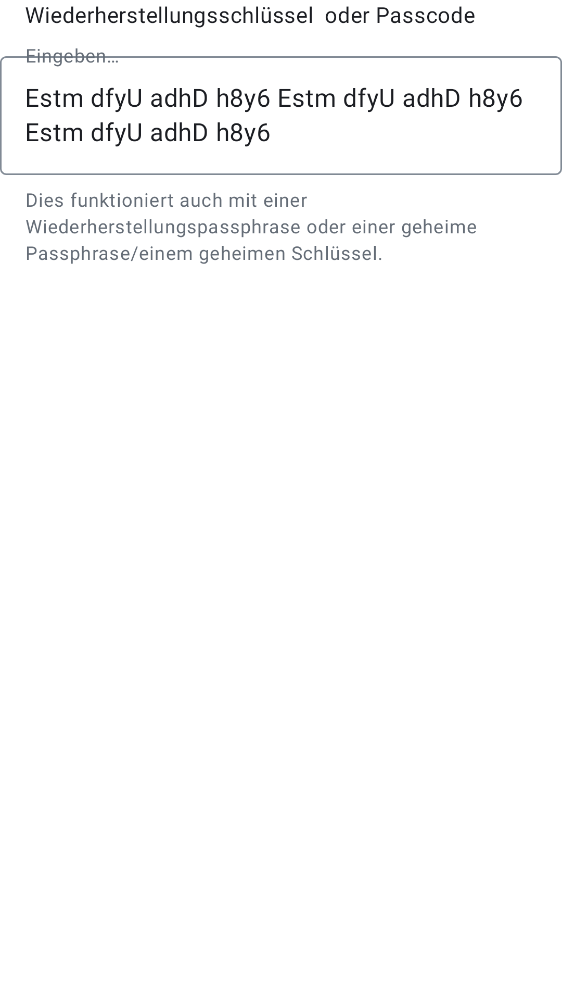 Wiederherstellungsschlüssel  oder Passcode
Eingeben…
Estm dfyU adhD h8y6 Estm dfyU adhD h8y6
Estm dfyU adhD h8y6
Dies funktioniert auch mit einer
Wiederherstellungspassphrase oder einer geheime
Passphrase/einem geheimen Schlüssel.